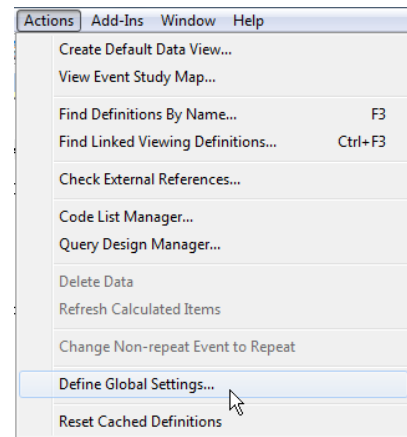 Actions Add-Ins Window Help
Create Default Data View...
View Event Study Map...
Find Definitions By Name... F3
Find Linked Viewing Definitions... Ctrl+F3
Check External References...
Code List Manager...
Query Design Manager...
Delete Data
Refresh Calculated Items
Change Non-repeat Event to Repeat
Define Global Settings...
Reset Cached Definitions